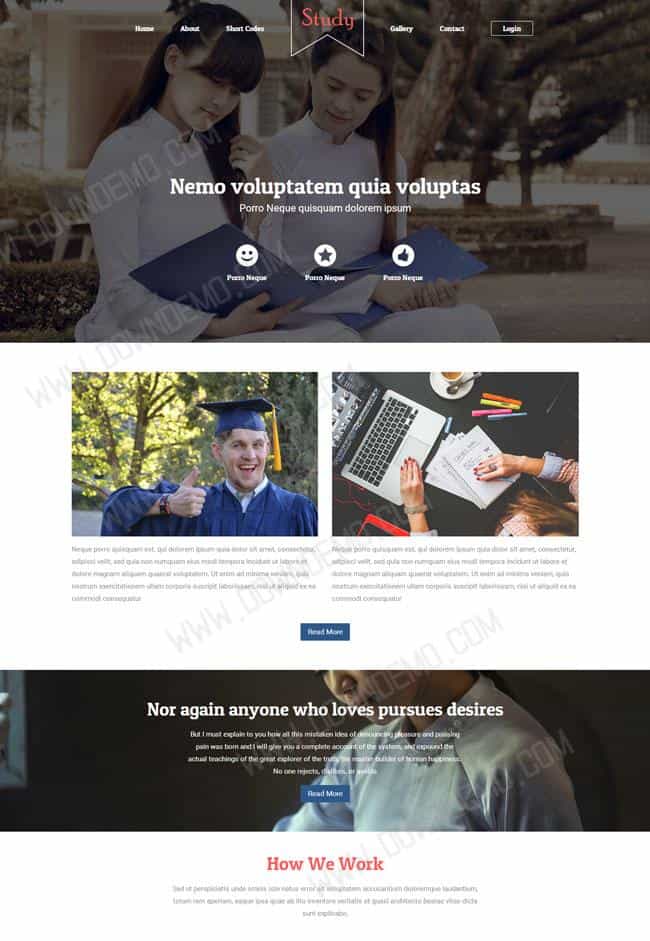 Home About Short Codes Study Gallery Contact Login
Nemo voluptatem quia voluptas
Porro Neque quisquam dolorem ipsum
Porro Neque Porro Neque Porro Neque
Neque porro quisquam est, qui dolorem ipsum quia dolor sit amet, consectetur,
adipisci velit, sed quia non numquam eius modi tempora incidunt ut labore et
dolore magnam aliquam quaerat voluptatem. Ut enim ad minima veniam, quis
nostrum exercitationem ullam corporis suscipit laboriosam, nisi ut aliquid ex ea
commodi consequatur
Neque porro quisquam est, qui dolorem ipsum quia dolor sit amet, consectetur,
adipisci velit, sed quia non numquam eius modi tempora incidunt ut labore et
dolore magnam aliquam quaerat voluptatem. Ut enim ad minima veniam, quis
nostrum exercitationem ullam corporis suscipit laboriosam, nisi ut aliquid ex ea
commodi consequatur
Read More
Nor again anyone who loves pursues desires
But I must explain to you how all this mistaken idea of denouncing pleasure and praising
pain was born and I will give you a complete account of the system, and expound the
actual teachings of the great explorer of the truth, the master-builder of human happiness.
No one rejects, dislikes, or avoids
Read More
How We Work
Sed ut perspiciatis unde omnis iste natus error sit voluptatem accusantium doloremque laudantium,
totam rem aperiam, eaque ipsa quae ab illo inventore veritatis et quasi architecto beatae vitae dicta
sunt explicabo.
WWW.DOWNDEMO.COM
WWW.DOWNDEMO.COM
WWW.DOWNDEMO.COM
WWW.DOWNDEMO.COM